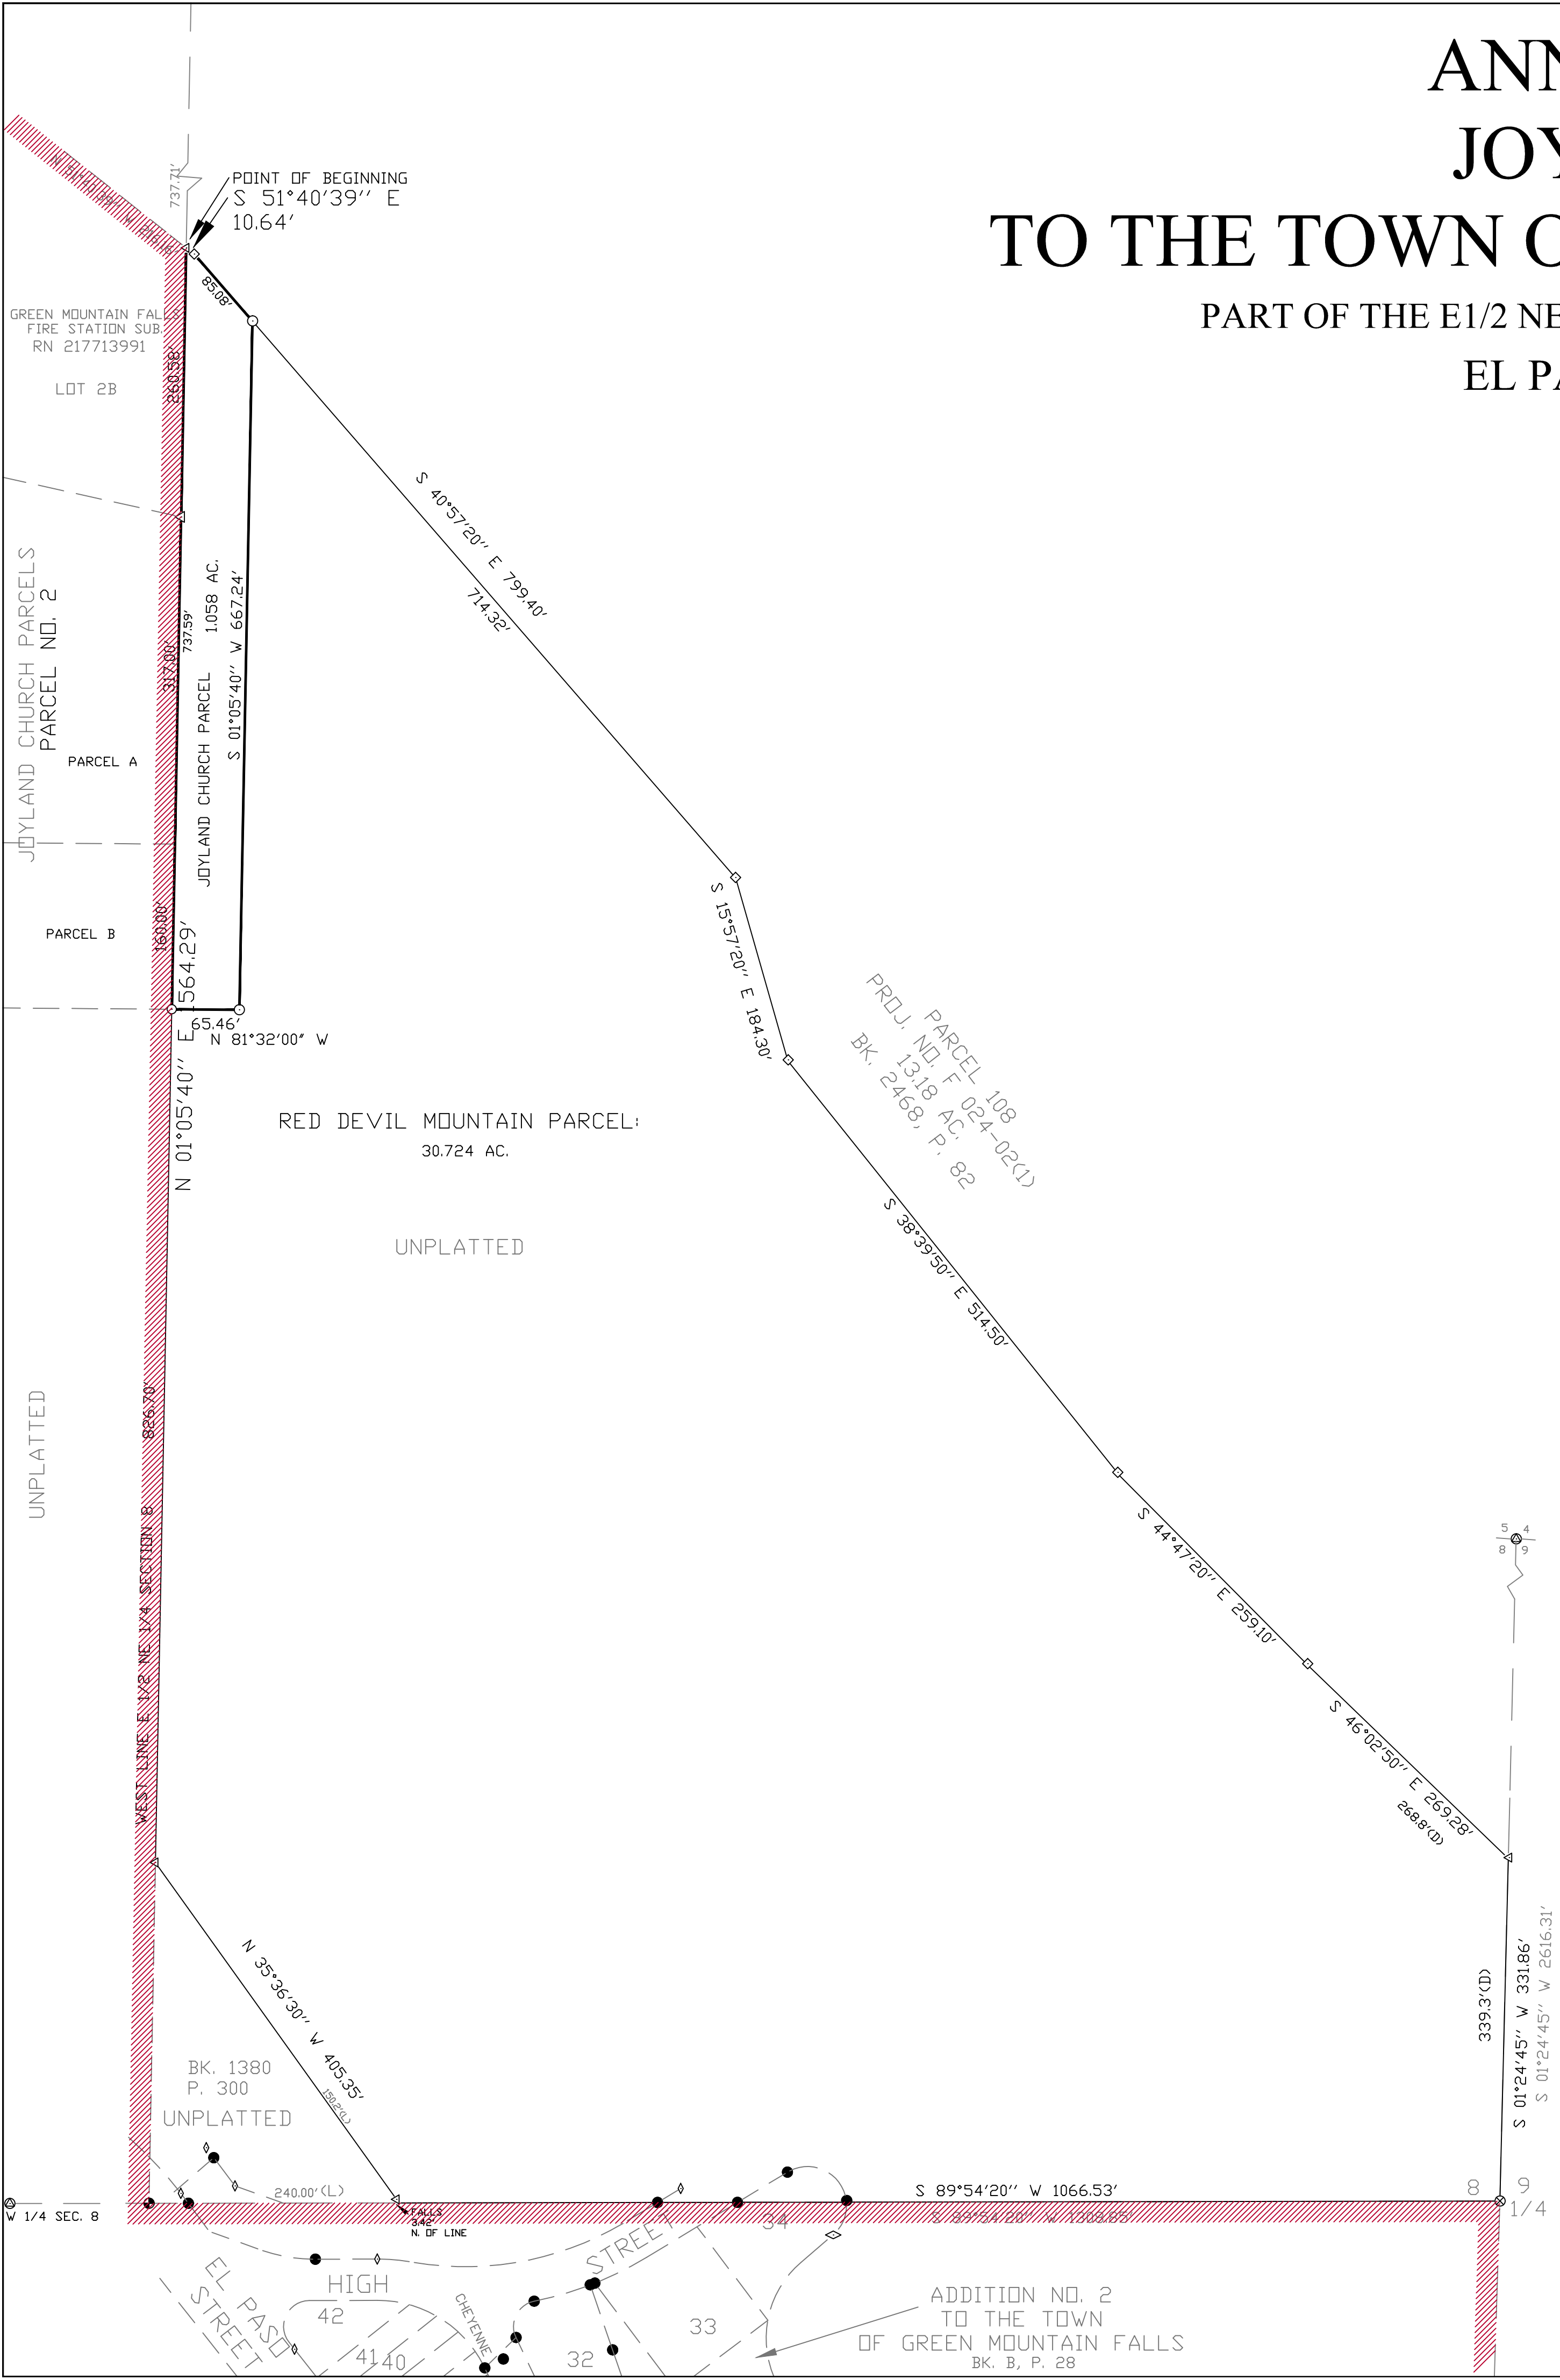 ANN
JOY
TO THE TOWN O
PART OF THE E1/2 NE
EL PA
737.71'
POINT OF BEGINNING
S 51°40'39'' E
10.64'
85.08'
GREEN MOUNTAIN FALLS
FIRE STATION SUB.
RN 217713991
LOT 2B
260.58'
S 40°57'20'' E 799.40'
714.32'
JOYLAND CHURCH PARCELS
PARCEL NO. 2
PARCEL A
PARCEL B
317.00'
737.59'
JOYLAND CHURCH PARCEL 1.058 AC.
S 01°05'40'' W 667.24'
160.00'
N 01°05'40'' E 1564.29'
65.46'
N 81°32'00" W
S 15°57'20'' E 184.30'
PARCEL 108
PROJ. NO. F 024-02(1)
13.18 AC.
BK. 2468, P. 82
RED DEVIL MOUNTAIN PARCEL:
30.724 AC.
UNPLATTED
S 38°39'50'' E 514.50'
UNPLATTED
826.70'
WEST LINE E 1/2 NE 1/4 SECTION 8
S 44°47'20'' E 259.10'
5 4
8 9
S 46°02'50'' E 269.28'
268.8'(D)
339.3'(D)
S 01°24'45'' W 331.86'
S 01°24'45'' W 2616.31'
N 35°36'30'' W 405.35'
150.2'(L)
BK. 1380
P. 300
UNPLATTED
240.00'(L)
W 1/4 SEC. 8
FALLS
3.42'
N. OF LINE
S 89°54'20'' W 1066.53'
S 89°54'20'' W 1308.85'
8 9
1/4
34
STREET
HIGH
EL PASO
STREET
CHEYENNE
42
41
40
32
33
ADDITION NO. 2
TO THE TOWN
OF GREEN MOUNTAIN FALLS
BK. B, P. 28